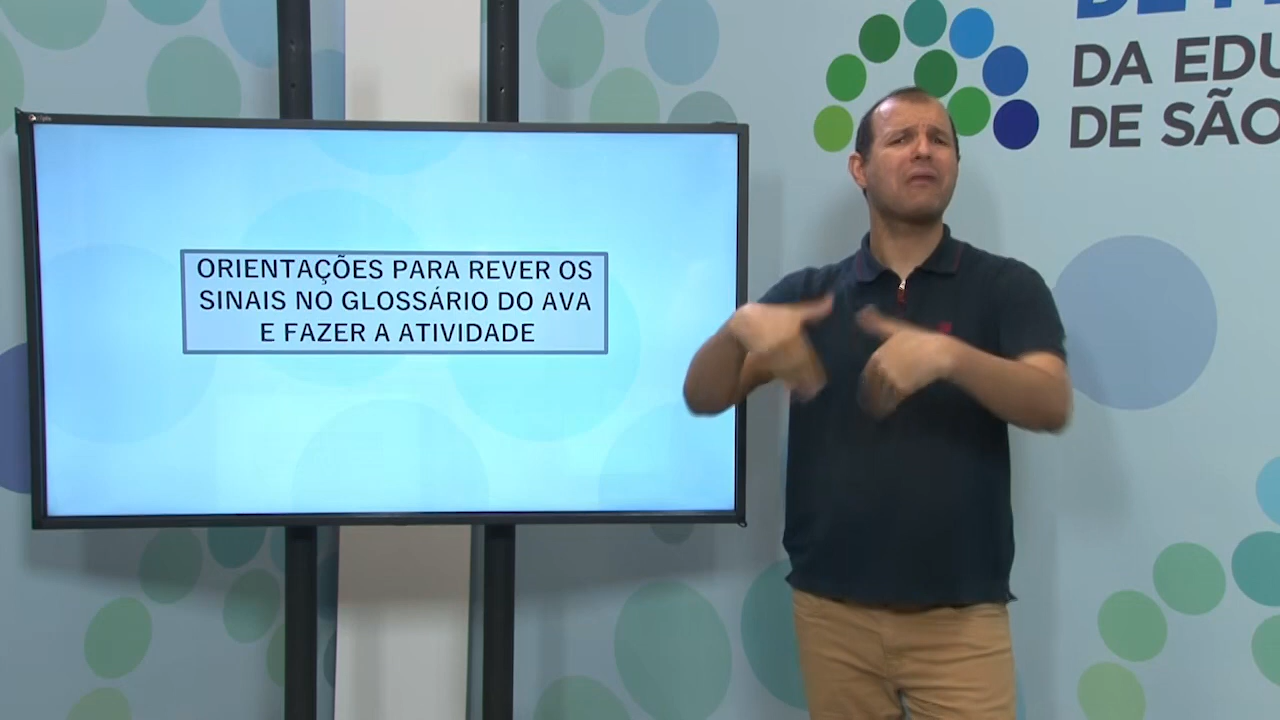 ORIENTAÇÕES PARA REVER OS
SINAIS NO GLOSSÁRIO DO AVA
E FAZER A ATIVIDADE
DA EDU
DE SÃO